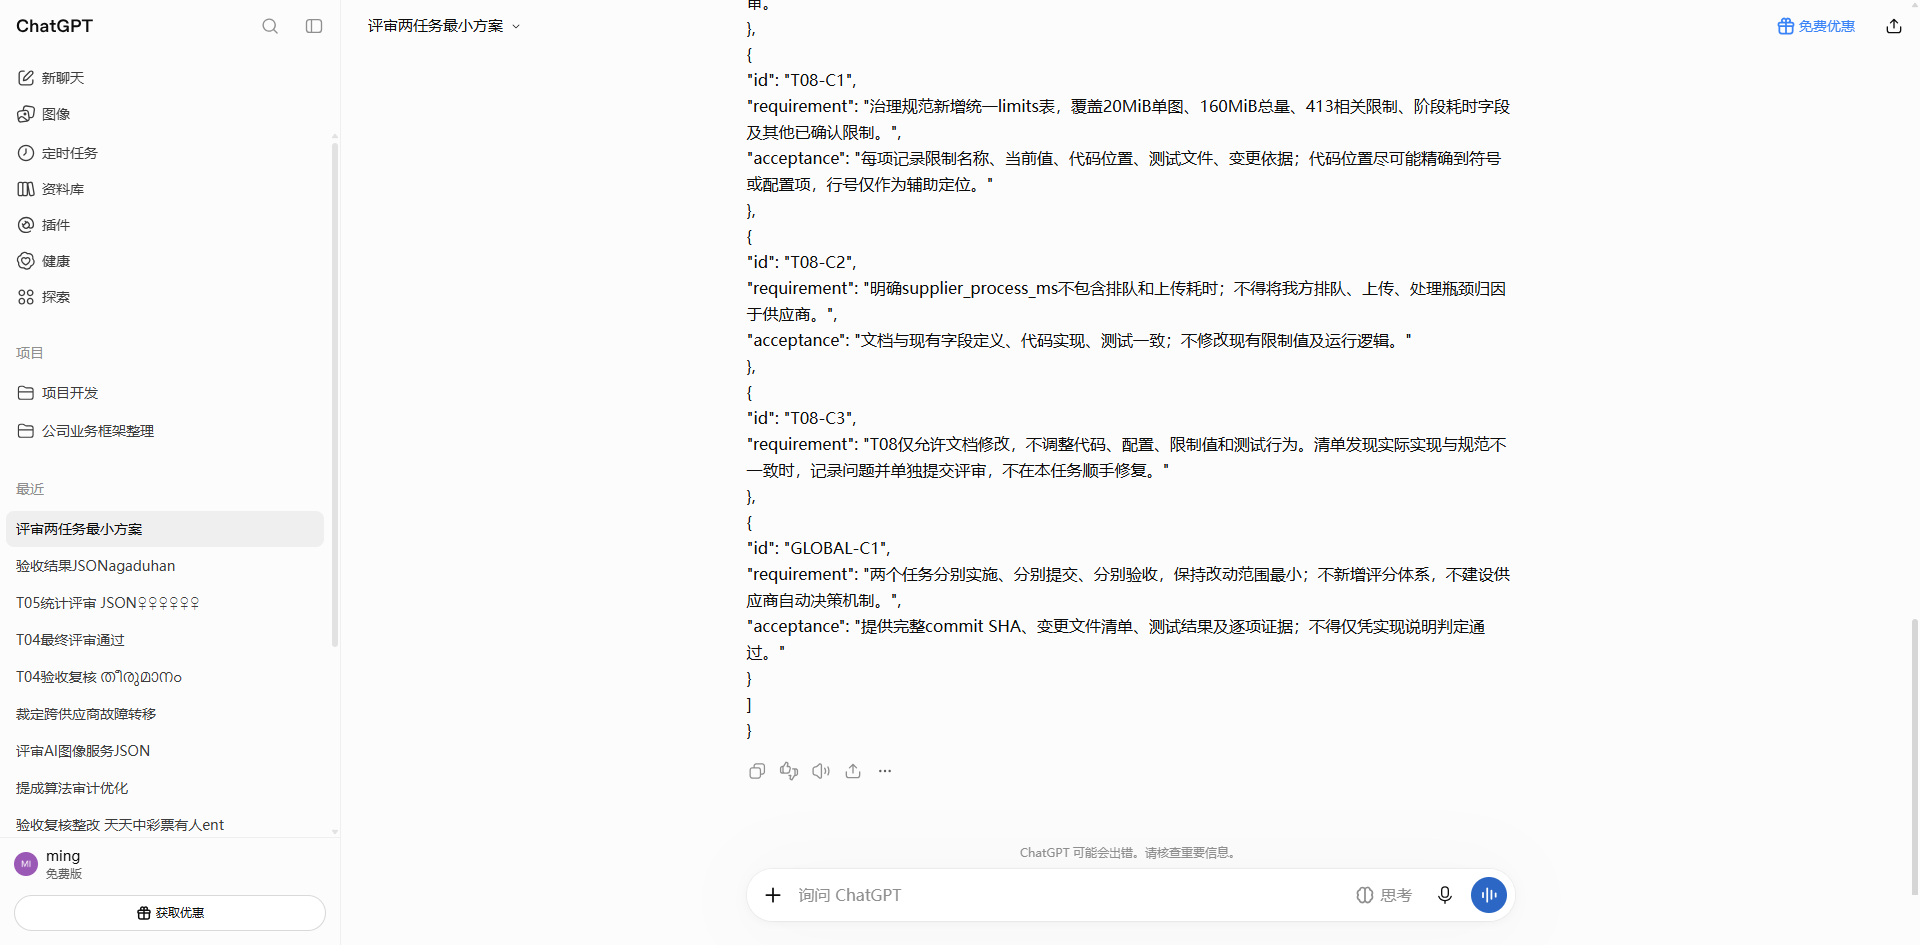 ChatGPT
新聊天
图像
定时任务
资料库
插件
健康
探索
项目
项目开发
公司业务框架整理
最近
评审两任务最小方案
验收结果JSONagaduhan
T05统计评审 JSON♀♀♀♀♀♀
T04最终评审通过
T04验收复核 തീരുമാനം
裁定跨供应商故障转移
评审AI图像服务JSON
提成算法审计优化
验收复核整改 天天中彩票有人ent
MI
ming
免费版
获取优惠
评审两任务最小方案
免费优惠
审。
},
{
"id": "T08-C1",
"requirement": "治理规范新增统一limits表，覆盖20MiB单图、160MiB总量、413相关限制、阶段耗时字段
及其他已确认限制。",
"acceptance": "每项记录限制名称、当前值、代码位置、测试文件、变更依据；代码位置尽可能精确到符号
或配置项，行号仅作为辅助定位。"
},
{
"id": "T08-C2",
"requirement": "明确supplier_process_ms不包含排队和上传耗时；不得将我方排队、上传、处理瓶颈归因
于供应商。",
"acceptance": "文档与现有字段定义、代码实现、测试一致；不修改现有限制值及运行逻辑。"
},
{
"id": "T08-C3",
"requirement": "T08仅允许文档修改，不调整代码、配置、限制值和测试行为。清单发现实际实现与规范不
一致时，记录问题并单独提交评审，不在本任务顺手修复。"
},
{
"id": "GLOBAL-C1",
"requirement": "两个任务分别实施、分别提交、分别验收，保持改动范围最小；不新增评分体系，不建设供
应商自动决策机制。",
"acceptance": "提供完整commit SHA、变更文件清单、测试结果及逐项证据；不得仅凭实现说明判定通
过。"
}
]
}
ChatGPT 可能会出错。请核查重要信息。
询问 ChatGPT
思考